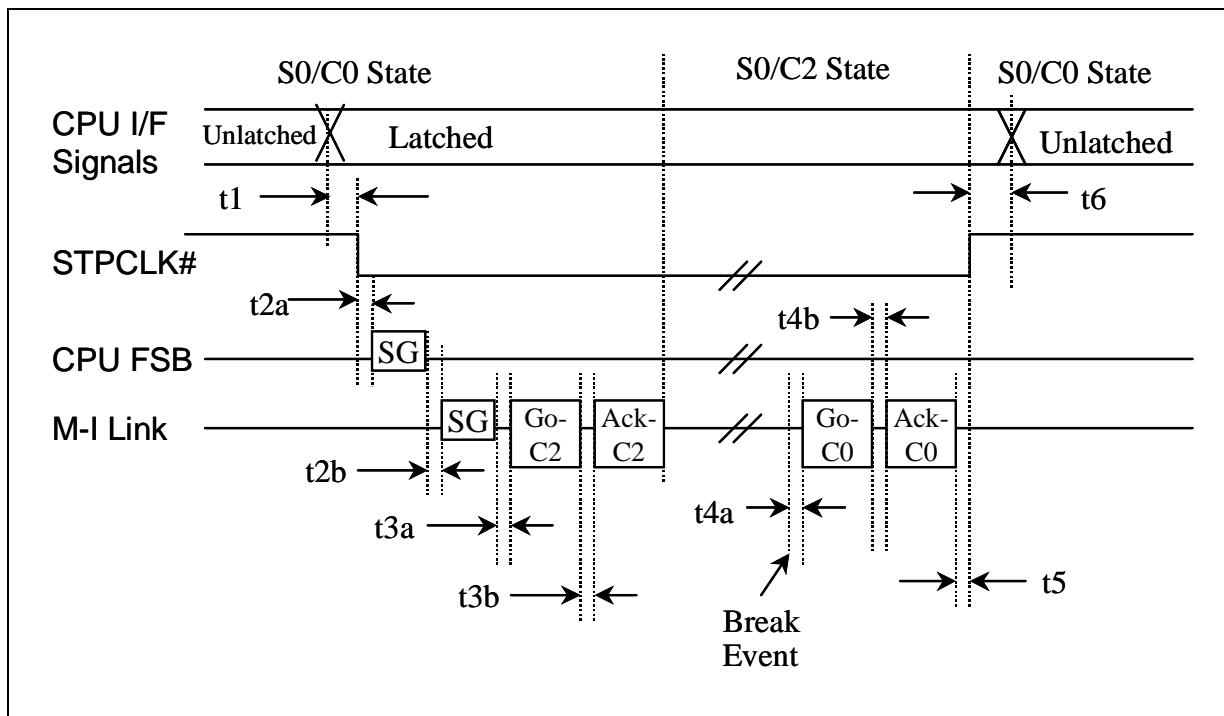 S0/C0 State
S0/C2 State
S0/C0 State
CPU I/F
Signals
Unlatched
Latched
Unlatched
t1
t6
STPCLK#
t2a
t4b
CPU FSB
SG
M-I Link
SG
Go-
C2
Ack-
C2
Go-
C0
Ack-
C0
t2b
t3a
t4a
t3b
t5
Break
Event